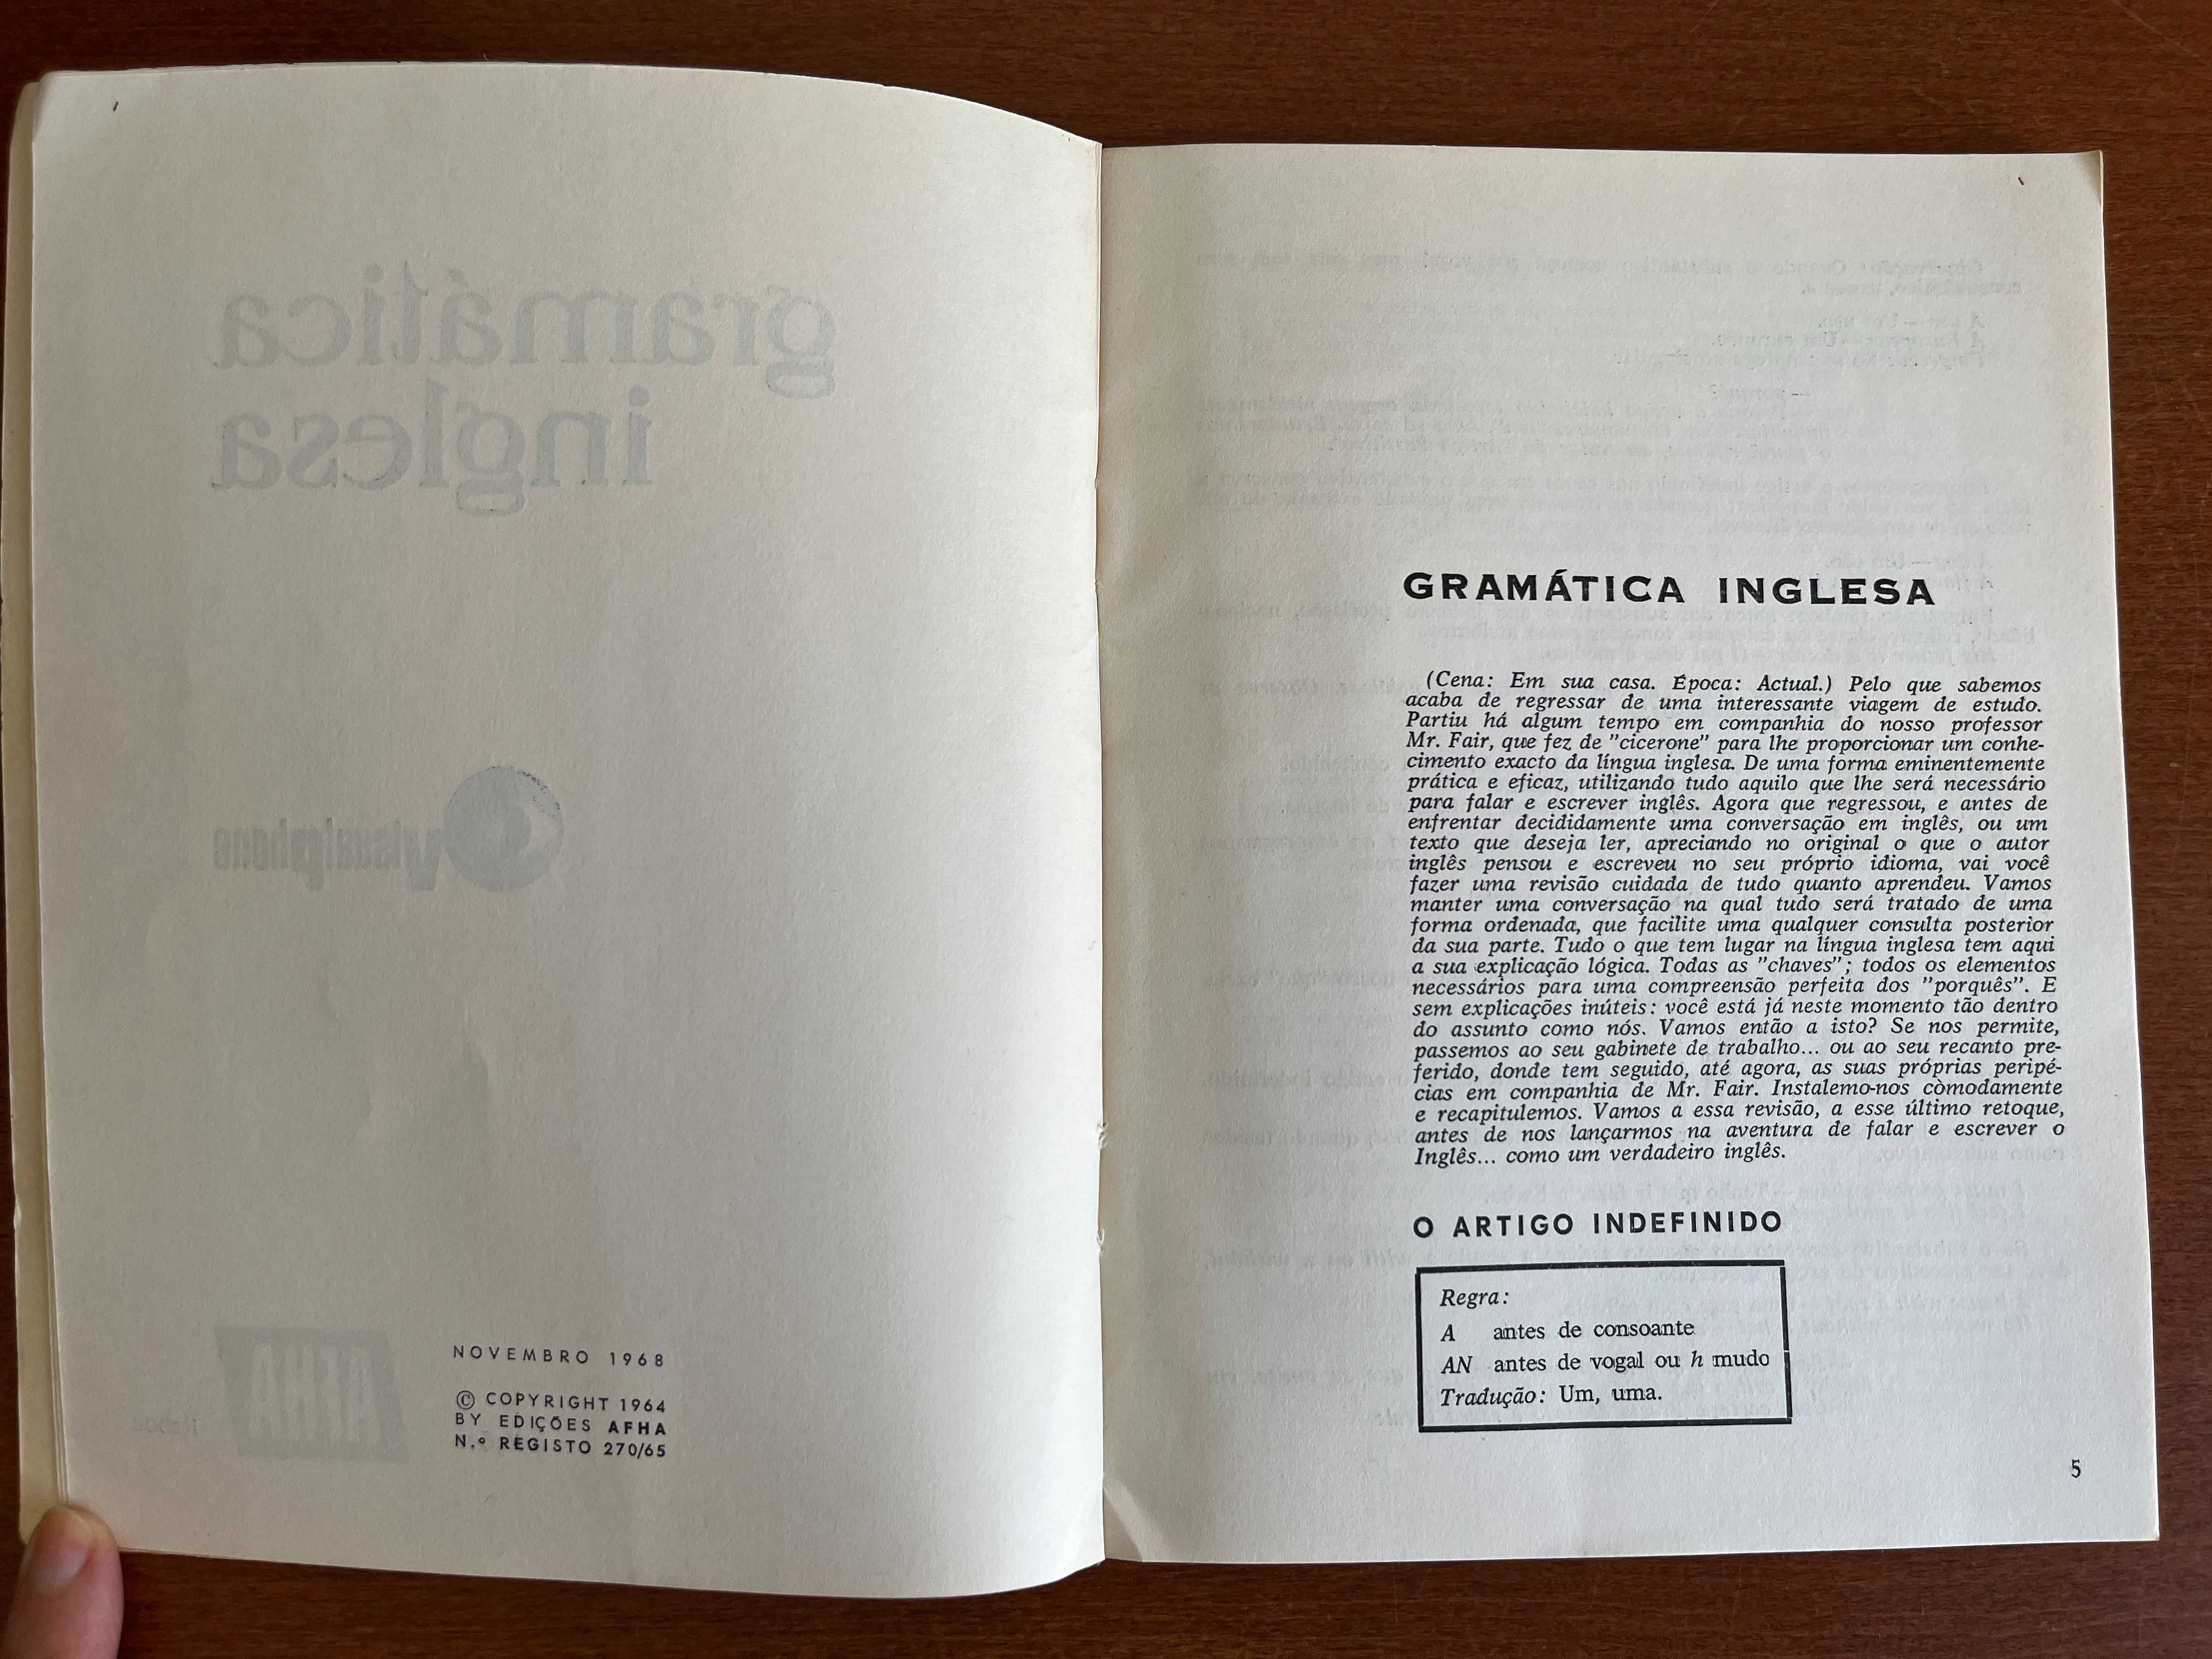 gramática
inglesa
visualphone
AFHA
NOVEMBRO 1968
© COPYRIGHT 1964
BY EDIÇÕES AFHA
N.º REGISTO 270/65
GRAMÁTICA INGLESA
(Cena: Em sua casa. Época: Actual.) Pelo que sabemos
acaba de regressar de uma interessante viagem de estudo.
Partiu há algum tempo em companhia do nosso professor
Mr. Fair, que fez de "cicerone" para lhe proporcionar um conhe-
cimento exacto da língua inglesa. De uma forma eminentemente
prática e eficaz, utilizando tudo aquilo que lhe será necessário
para falar e escrever inglês. Agora que regressou, e antes de
enfrentar decididamente uma conversação em inglês, ou um
texto que deseja ler, apreciando no original o que o autor
inglês pensou e escreveu no seu próprio idioma, vai você
fazer uma revisão cuidada de tudo quanto aprendeu. Vamos
manter uma conversação na qual tudo será tratado de uma
forma ordenada, que facilite uma qualquer consulta posterior
da sua parte. Tudo o que tem lugar na língua inglesa tem aqui
a sua explicação lógica. Todas as "chaves"; todos os elementos
necessários para uma compreensão perfeita dos "porquês". E
sem explicações inúteis: você está já neste momento tão dentro
do assunto como nós. Vamos então a isto? Se nos permite,
passemos ao seu gabinete de trabalho... ou ao seu recanto pre-
ferido, donde tem seguido, até agora, as suas próprias peripé-
cias em companhia de Mr. Fair. Instalemo-nos còmodamente
e recapitulemos. Vamos a essa revisão, a esse último retoque,
antes de nos lançarmos na aventura de falar e escrever o
Inglês... como um verdadeiro inglês.
O ARTIGO INDEFINIDO
Regra:
A antes de consoante
AN antes de vogal ou h mudo
Tradução: Um, uma.
5